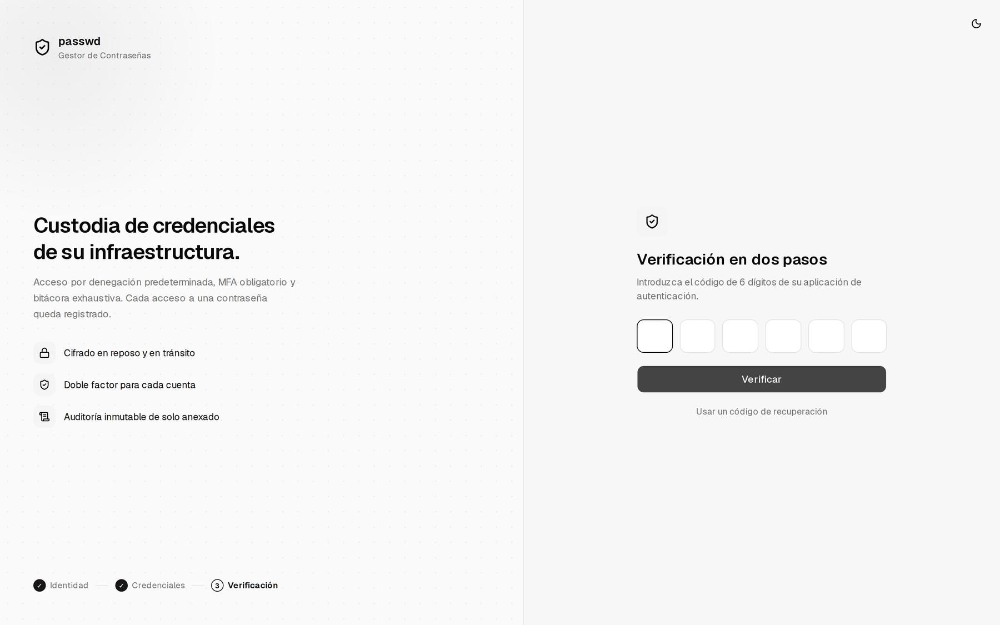 passwd
Gestor de Contraseñas
Custodia de credenciales
de su infraestructura.
Acceso por denegación predeterminada, MFA obligatorio y
bitácora exhaustiva. Cada acceso a una contraseña
queda registrado.
Cifrado en reposo y en tránsito
Doble factor para cada cuenta
Auditoría inmutable de solo anexado
✓ Identidad ✓ Credenciales 3 Verificación
Verificación en dos pasos
Introduzca el código de 6 dígitos de su aplicación de
autenticación.
Verificar
Usar un código de recuperación